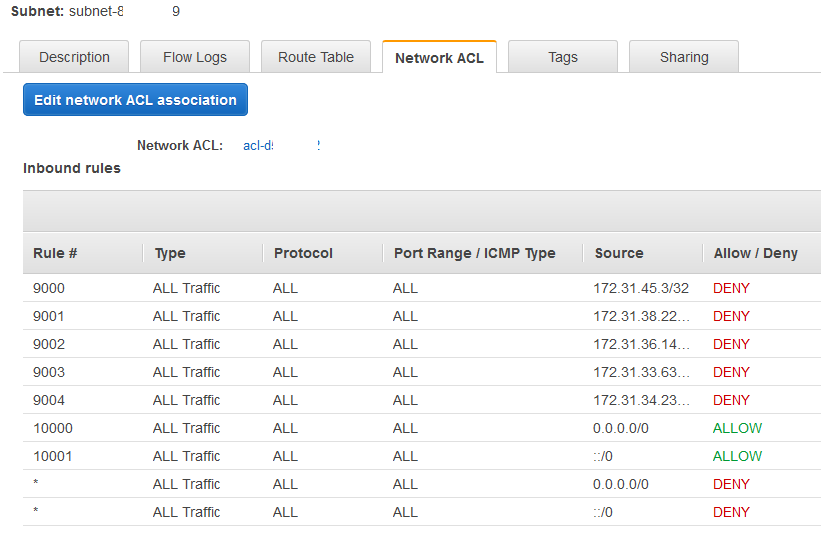 Subnet: subnet-8 9
Description Flow Logs Route Table Network ACL Tags Sharing
Edit network ACL association
Network ACL: acl-d
Inbound rules
Rule # Type Protocol Port Range / ICMP Type Source Allow / Deny
9000 ALL Traffic ALL ALL 172.31.45.3/32 DENY
9001 ALL Traffic ALL ALL 172.31.38.22... DENY
9002 ALL Traffic ALL ALL 172.31.36.14... DENY
9003 ALL Traffic ALL ALL 172.31.33.63... DENY
9004 ALL Traffic ALL ALL 172.31.34.23... DENY
10000 ALL Traffic ALL ALL 0.0.0.0/0 ALLOW
10001 ALL Traffic ALL ALL ::/0 ALLOW
* ALL Traffic ALL ALL 0.0.0.0/0 DENY
* ALL Traffic ALL ALL ::/0 DENY